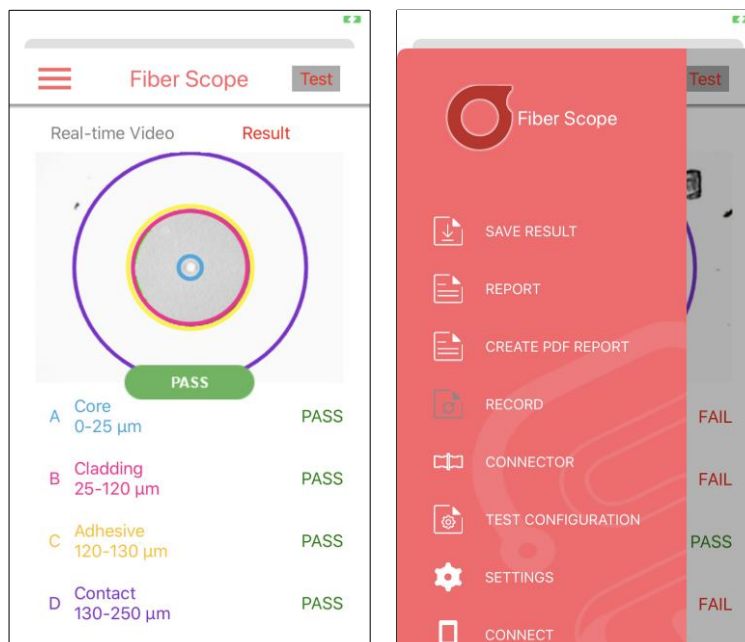 Fiber Scope
Test
Real-time Video
Result
PASS
A
Core
0-25 μm
PASS
B
Cladding
25-120 μm
PASS
C
Adhesive
120-130 μm
PASS
D
Contact
130-250 μm
PASS
Fiber Scope
Test
SAVE RESULT
REPORT
CREATE PDF REPORT
RECORD
FAIL
CONNECTOR
FAIL
TEST CONFIGURATION
PASS
SETTINGS
FAIL
CONNECT